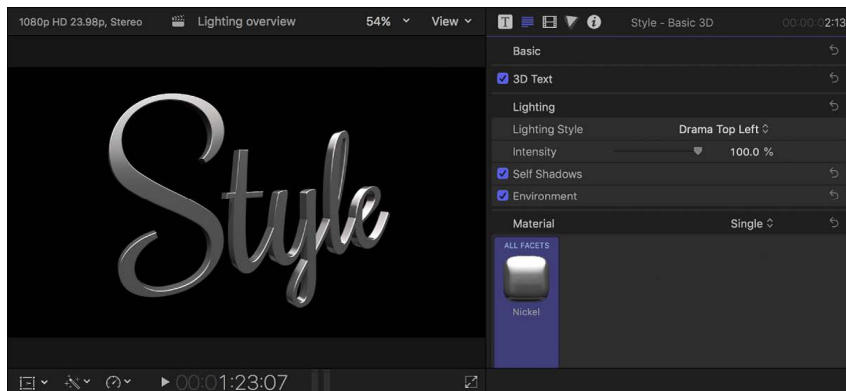 1080p HD 23.98p, Stereo
Lighting overview
54%
View
T
i
Style - Basic 3D
00:00:02:13
Basic
3D Text
Lighting
Lighting Style
Drama Top Left
Intensity
100.0 %
Self Shadows
Environment
Material
Single
ALL FACETS
Nickel
Style
00:01:23:07